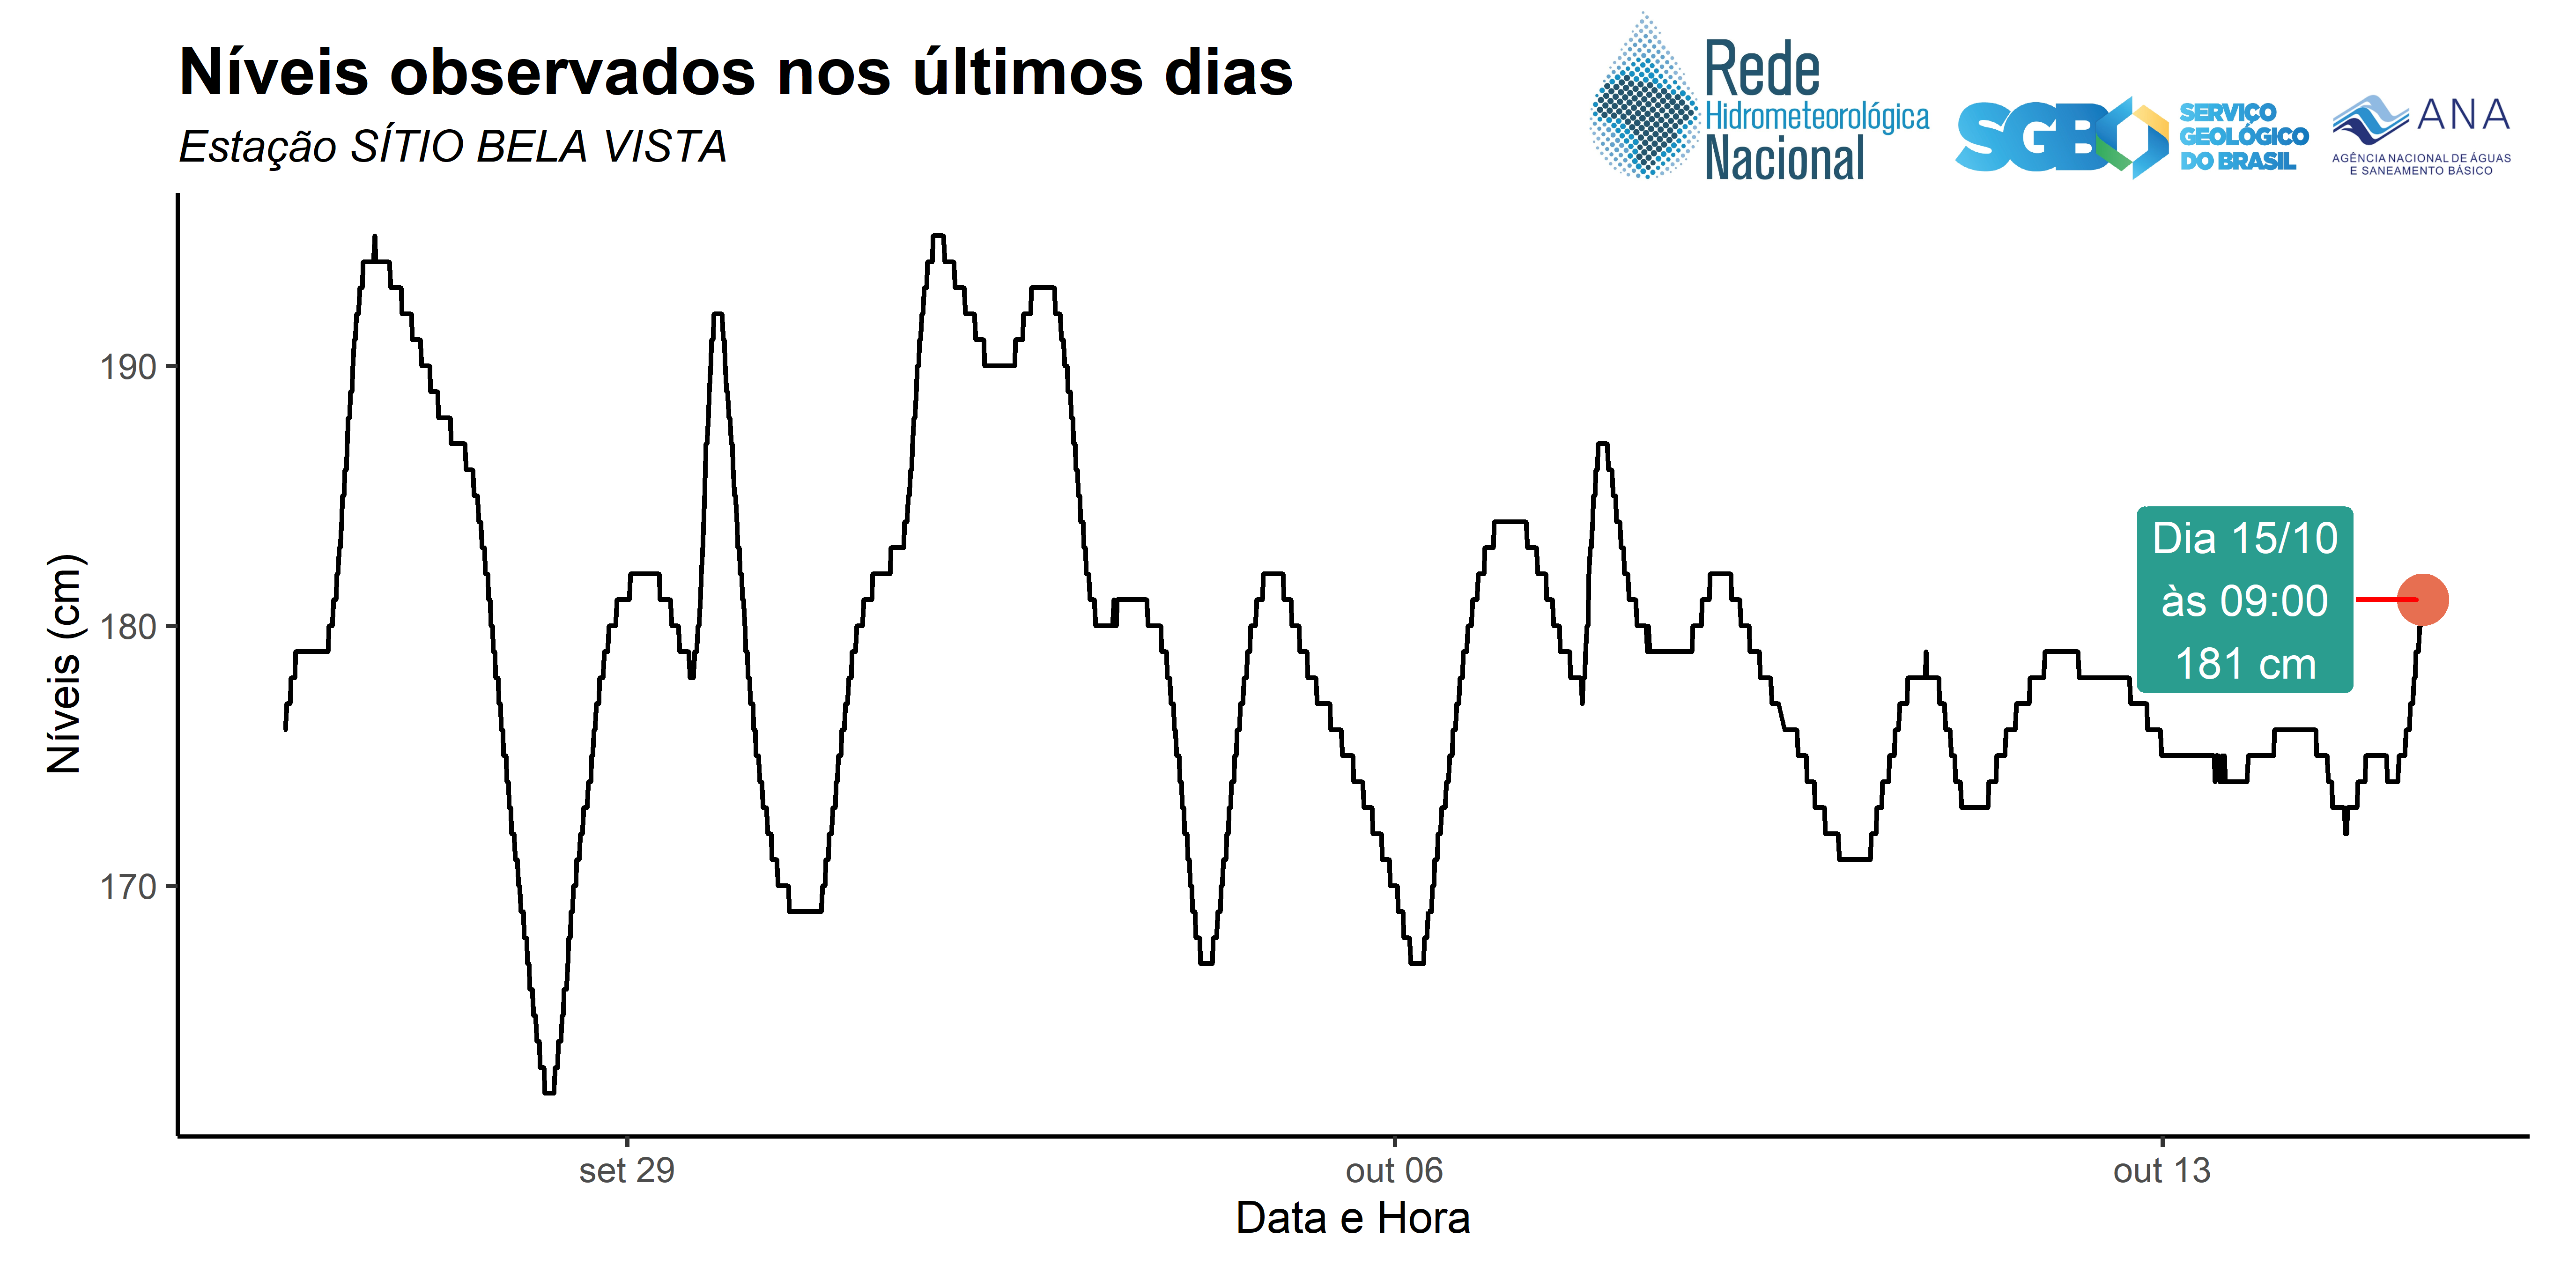 Níveis observados nos últimos dias
Estação SÍTIO BELA VISTA
Rede
Hidrometeorológica
Nacional
SGB
SERVIÇO
GEOLÓGICO
DO BRASIL
ANA
AGÊNCIA NACIONAL DE ÁGUAS
E SANEAMENTO BÁSICO
Níveis (cm)
190
180
170
Dia 15/10
às 09:00
181 cm
set 29
out 06
out 13
Data e Hora